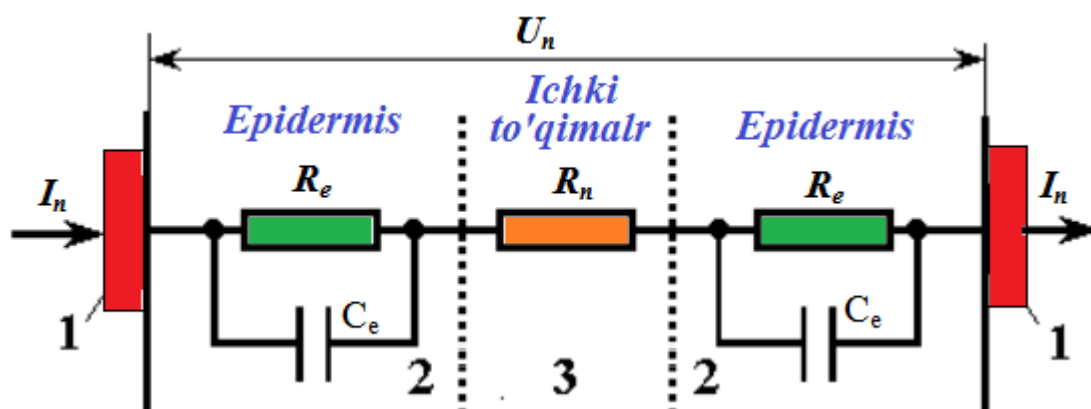 Uₙ
Epidermis
Ichki
to'qimalr
Epidermis
Iₙ
Rₑ
Rₙ
Rₑ
Iₙ
1
Cₑ
2
3
2
Cₑ
1